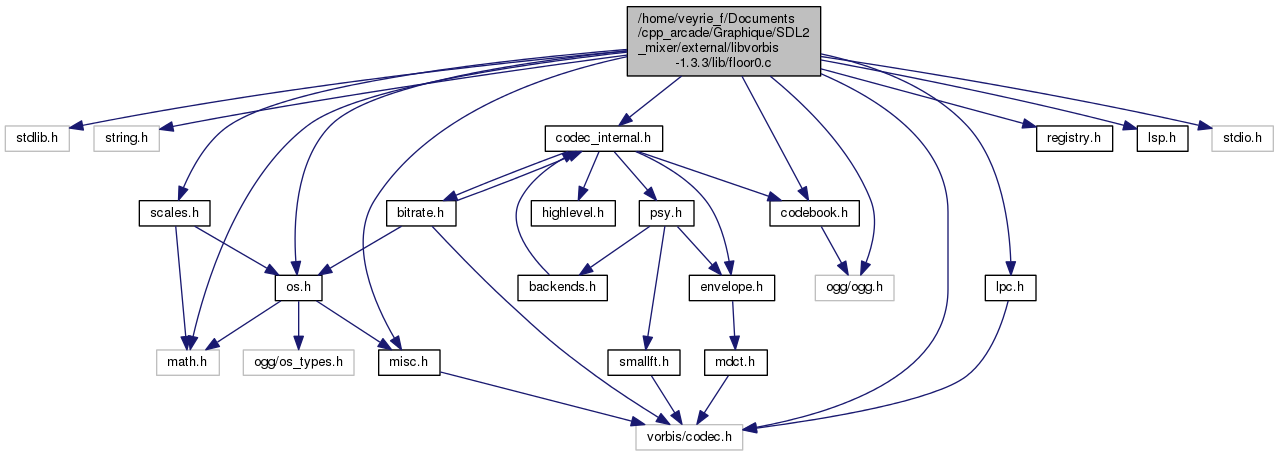 /home/veyrie_f/Documents
/cpp_arcade/Graphique/SDL2
_mixer/external/libvorbis
-1.3.3/lib/floor0.c
stdlib.h
string.h
codec_internal.h
registry.h
lsp.h
stdio.h
scales.h
bitrate.h
highlevel.h
psy.h
codebook.h
os.h
backends.h
envelope.h
ogg/ogg.h
lpc.h
math.h
ogg/os_types.h
misc.h
smallft.h
mdct.h
vorbis/codec.h